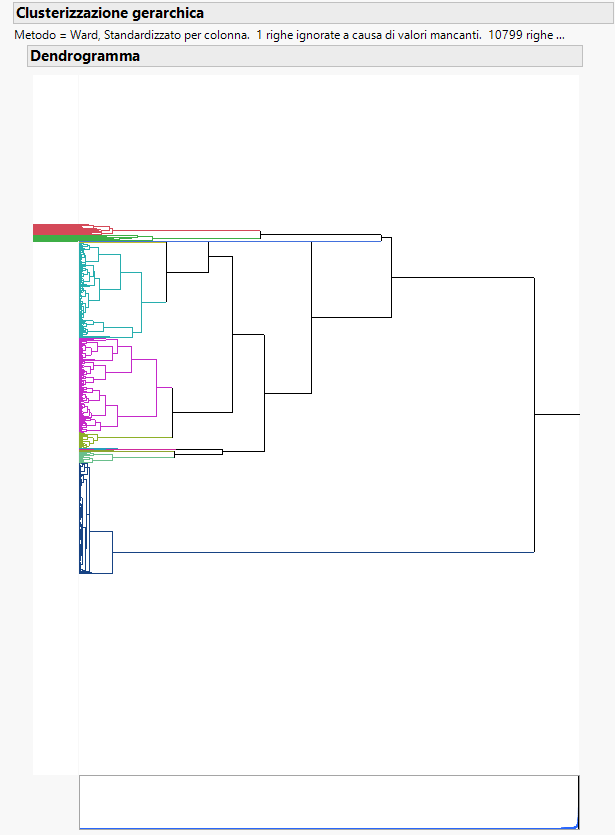 Clusterizzazione gerarchica
Metodo = Ward, Standardizzato per colonna. 1 righe ignorate a causa di valori mancanti. 10799 righe ...
Dendrogramma